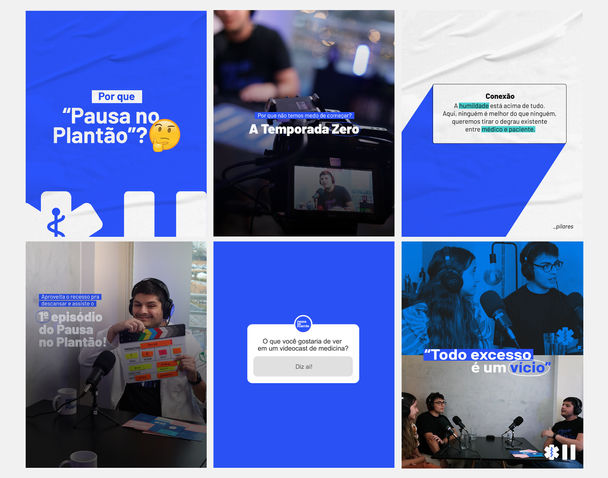 Por que
“Pausa no
Plantão”?
Por que não temos medo de começar?
A Temporada Zero
Conexão
A humildade está acima de tudo.
Aqui, ninguém é melhor do que ninguém,
queremos tirar o degrau existente
entre médico e paciente.
_pilares
Aproveita o recesso pra
descansar e assiste o
1º episódio
do Pausa
no Plantão!
O que você gostaria de ver
em um videocast de medicina?
Diz aí!
“Todo excesso
é um vício”